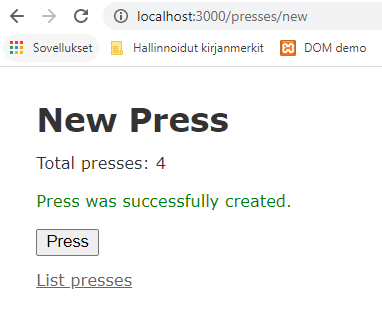 localhost:3000/presses/new
Sovellukset Hallinnoidut kirjanmerkit DOM demo
New Press
Total presses: 4
Press was successfully created.
Press
List presses